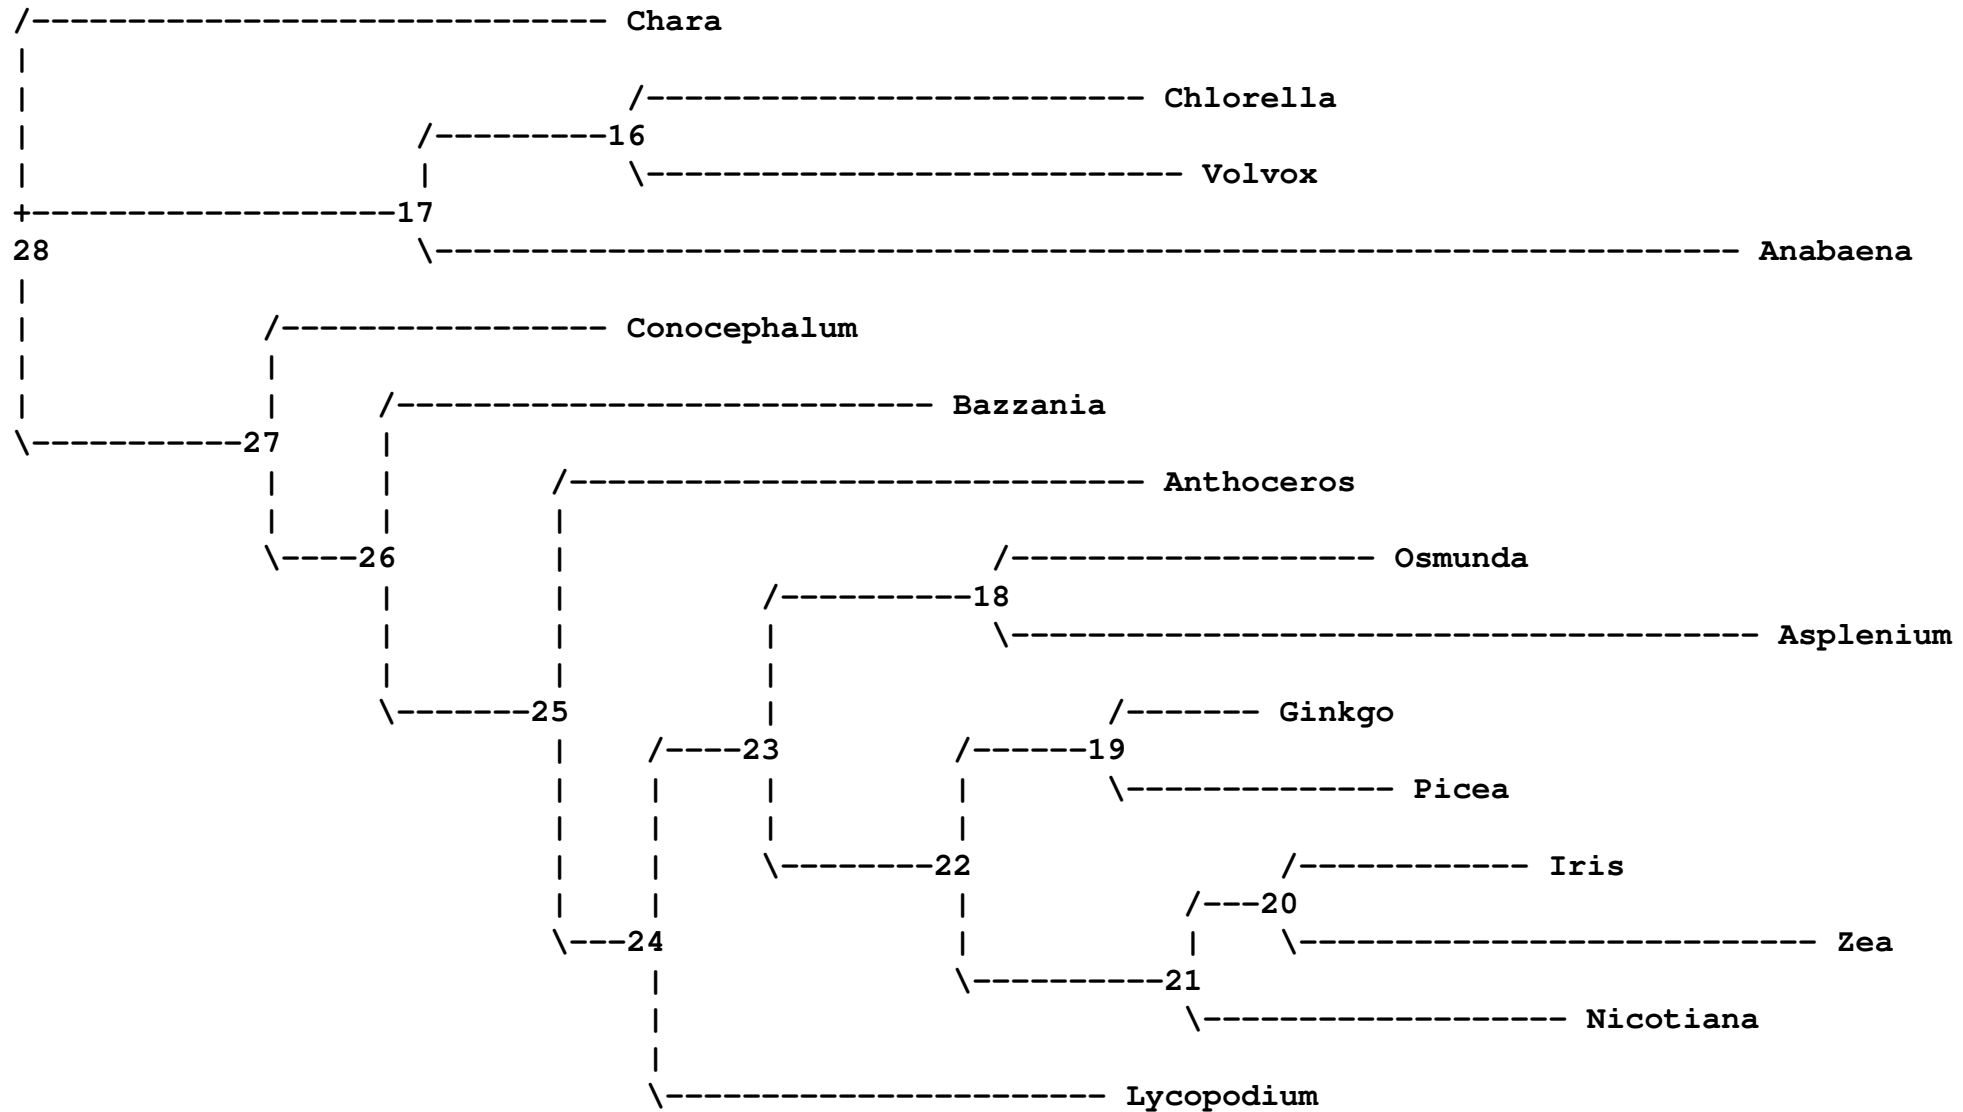 Chara
Chlorella
16
Volvox
17
28
Anabaena
Conocephalum
Bazzania
27
Anthoceros
26
Osmunda
18
Asplenium
25
Ginkgo
23
19
Picea
22
Iris
20
24
Zea
21
Nicotiana
Lycopodium